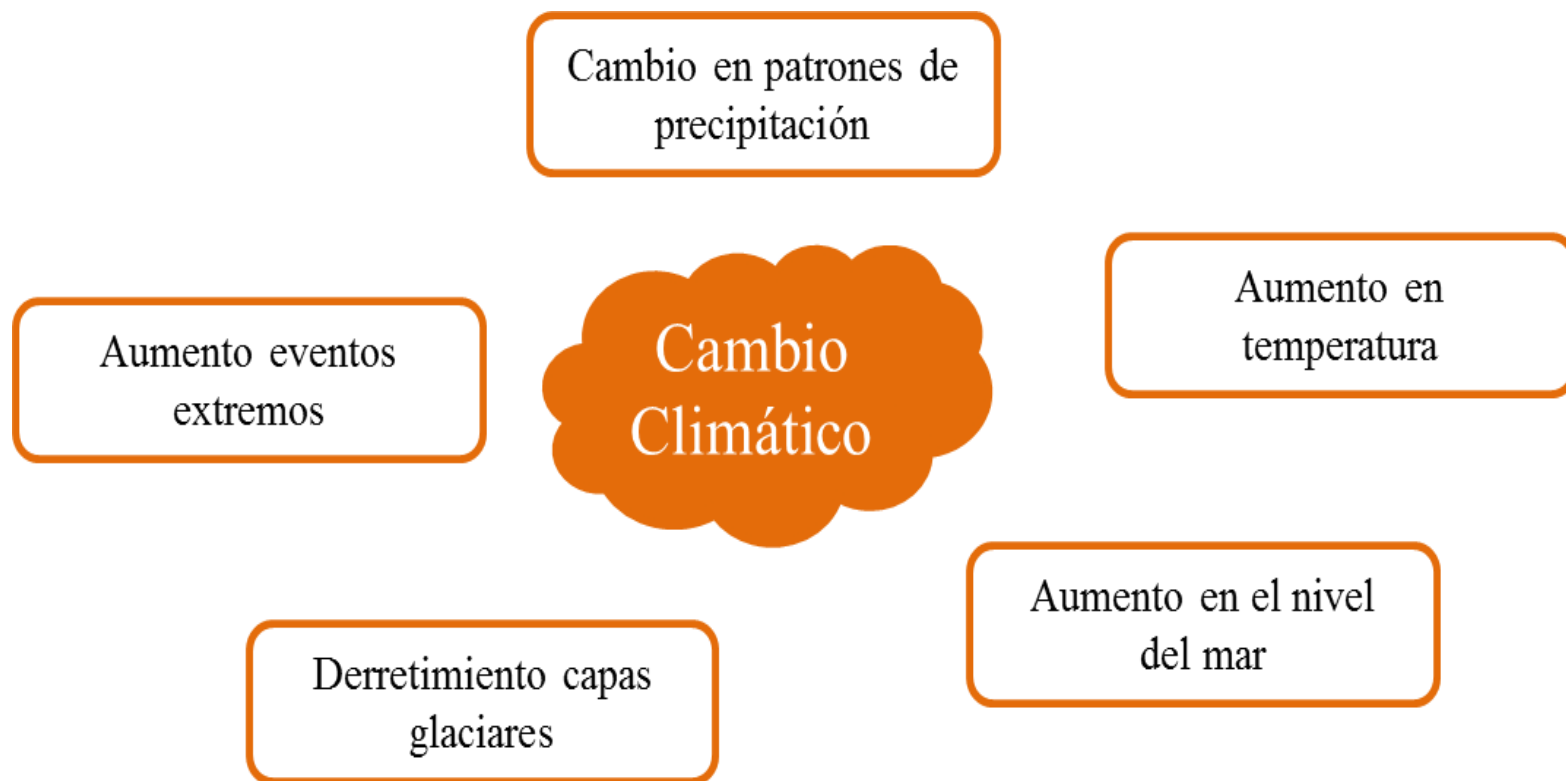 Cambio en patrones de
precipitación
Aumento en
temperatura
Aumento eventos
extremos
Cambio
Climático
Aumento en el nivel
del mar
Derretimiento capas
glaciares